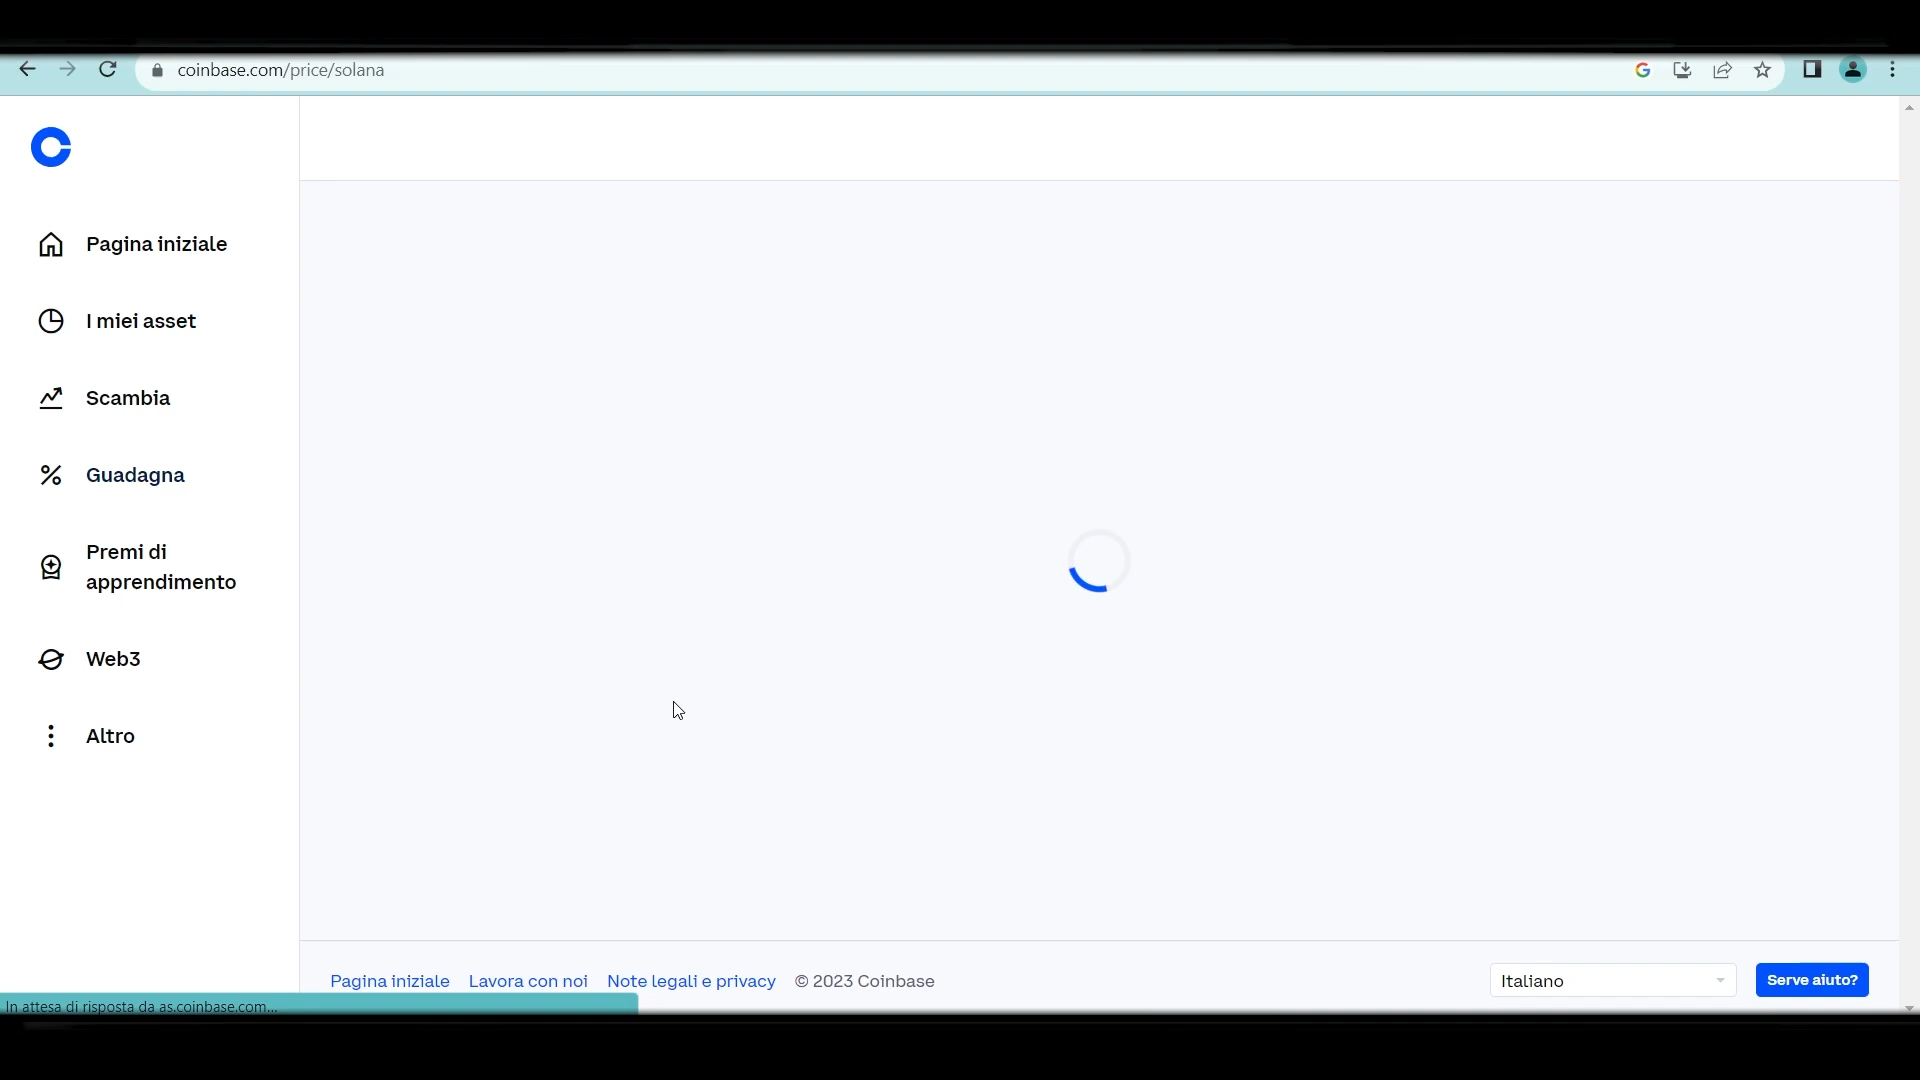 coinbase.com/price/solana
Pagina iniziale
I miei asset
Scambia
Guadagna
Premi di
apprendimento
Web3
Altro
Pagina iniziale Lavora con noi Note legali e privacy © 2023 Coinbase
Italiano
Serve aiuto?
In attesa di risposta da as.coinbase.com...